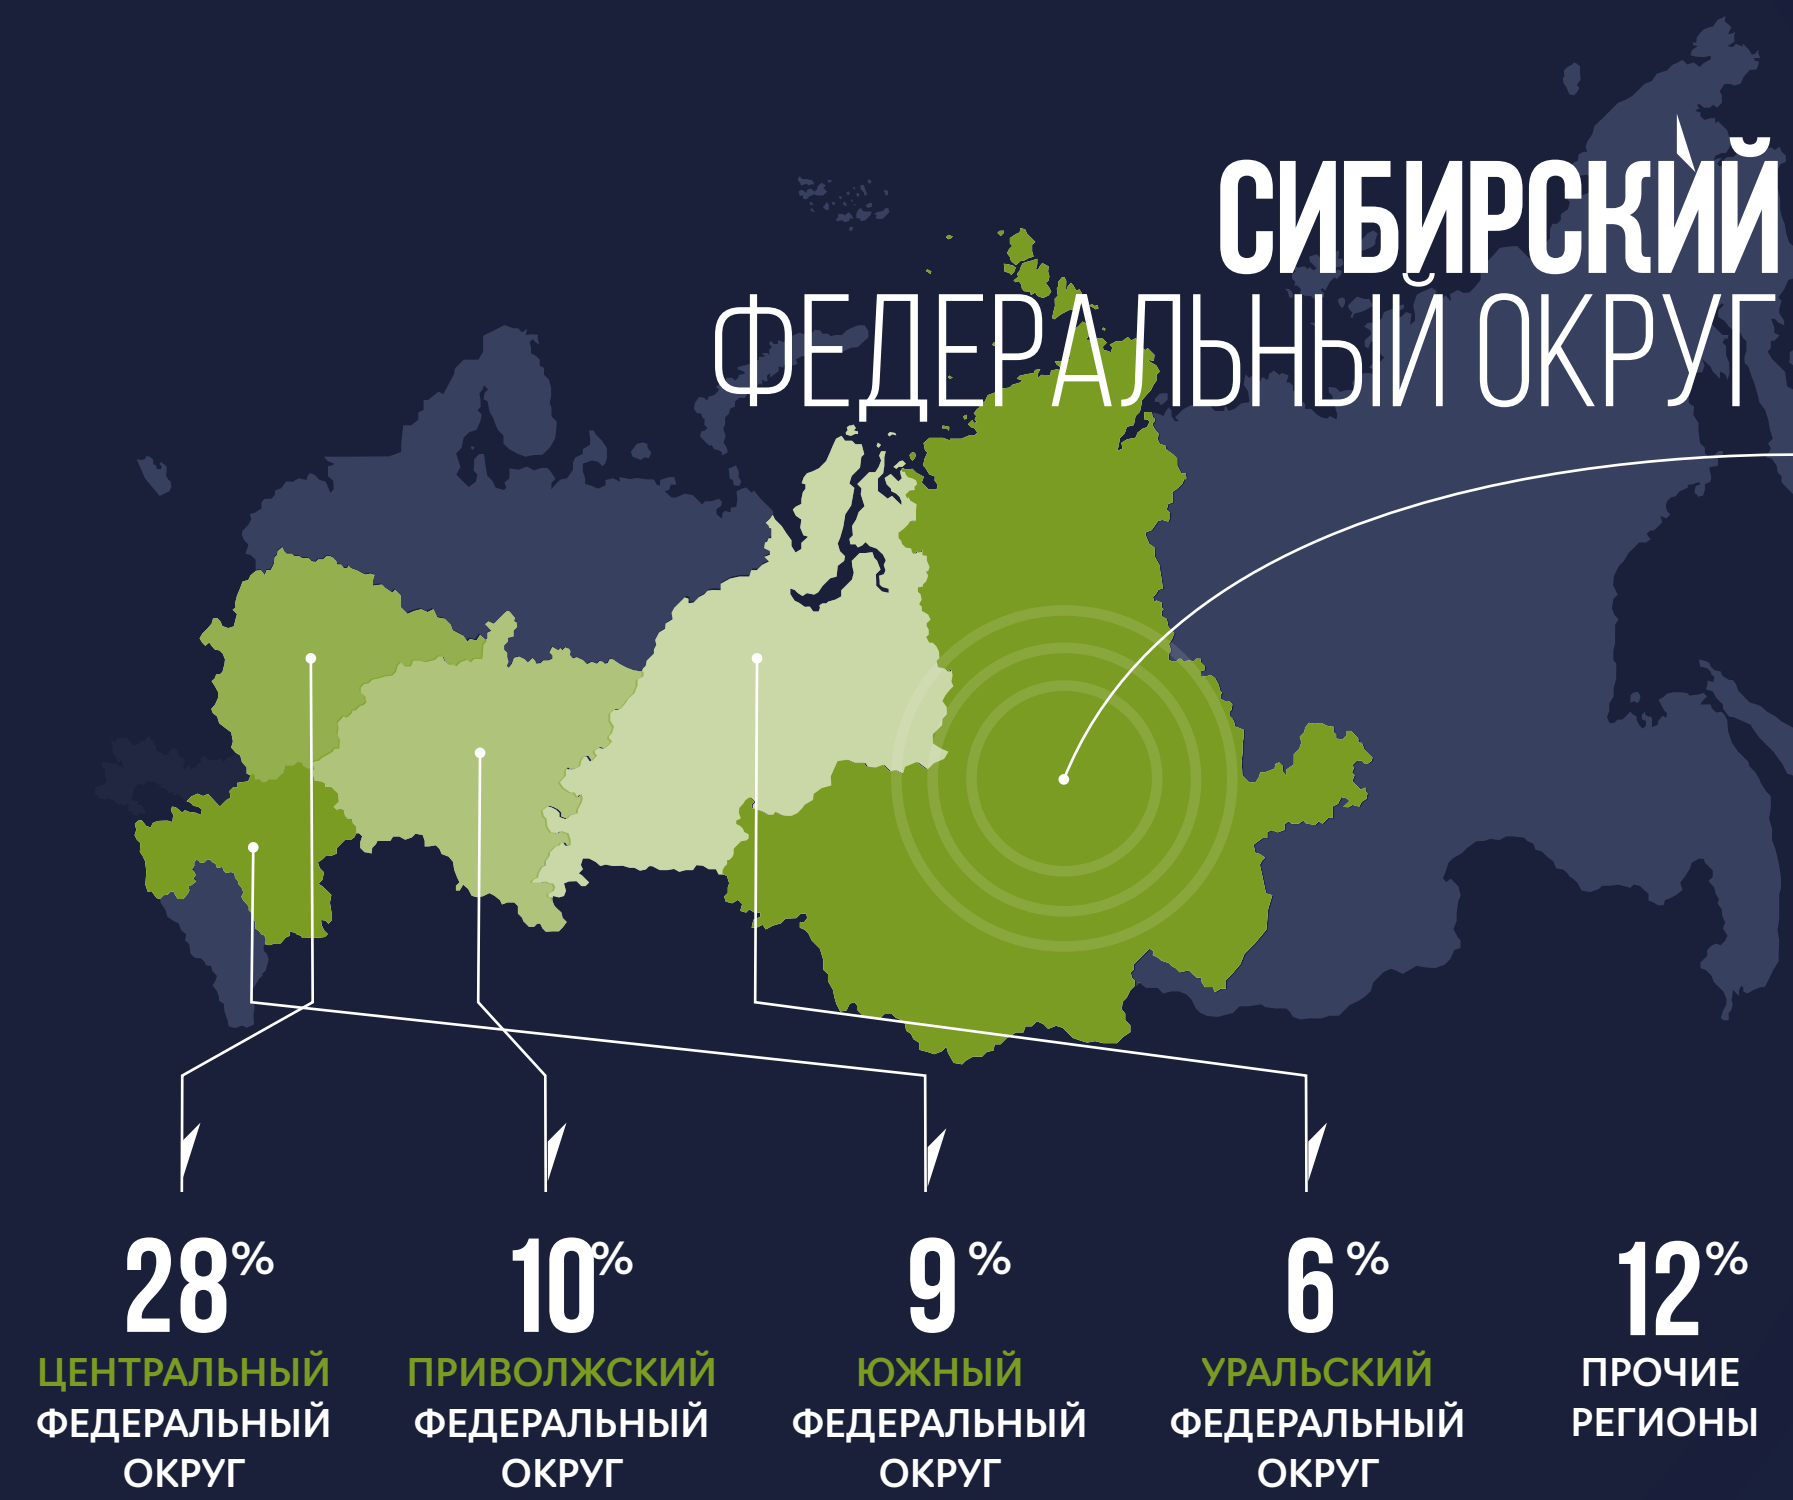 СИБИРСКИЙ
ФЕДЕРАЛЬНЫЙ ОКРУГ
28%
ЦЕНТРАЛЬНЫЙ
ФЕДЕРАЛЬНЫЙ
ОКРУГ
10%
ПРИВОЛЖСКИЙ
ФЕДЕРАЛЬНЫЙ
ОКРУГ
9%
ЮЖНЫЙ
ФЕДЕРАЛЬНЫЙ
ОКРУГ
6%
УРАЛЬСКИЙ
ФЕДЕРАЛЬНЫЙ
ОКРУГ
12%
ПРОЧИЕ
РЕГИОНЫ